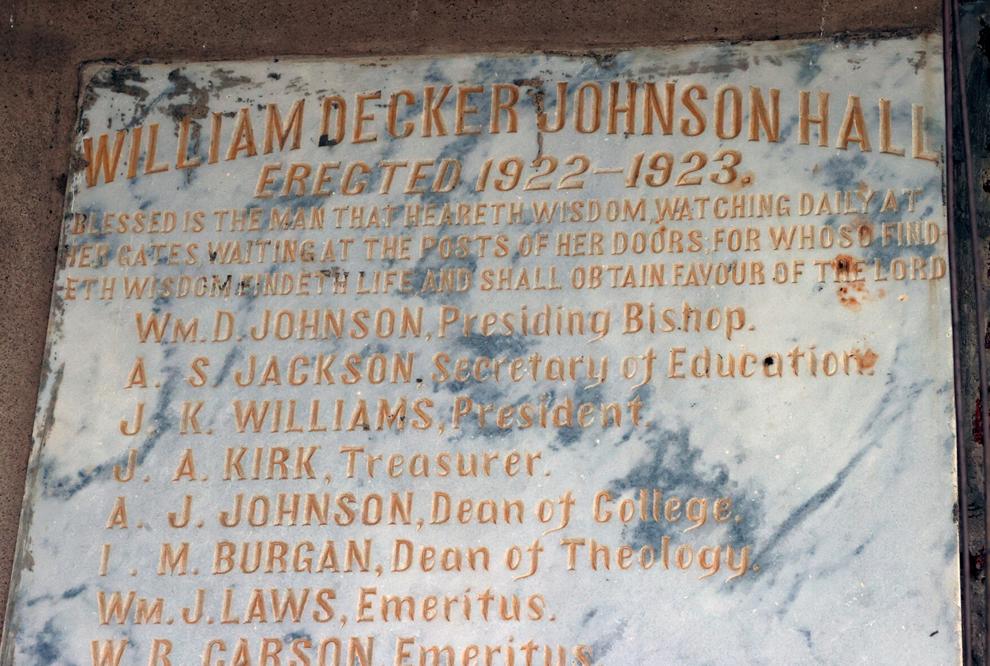 WILLIAM DECKER JOHNSON HALL
ERECTED 1922-1923.
BLESSED IS THE MAN THAT HEARETH WISDOM, WATCHING DAILY AT
HER GATES, WAITING AT THE POSTS OF HER DOORS; FOR WHOSO FIND-
ETH WISDOM, FINDETH LIFE AND SHALL OBTAIN FAVOUR OF THE LORD
WM. D. JOHNSON, Presiding Bishop.
A. S JACKSON, Secretary of Education.
J. K. WILLIAMS, President.
J. A. KIRK, Treasurer.
A. J. JOHNSON, Dean of College.
I. M. BURGAN, Dean of Theology.
WM. J. LAWS, Emeritus.
W. R. CARSON, Emeritus